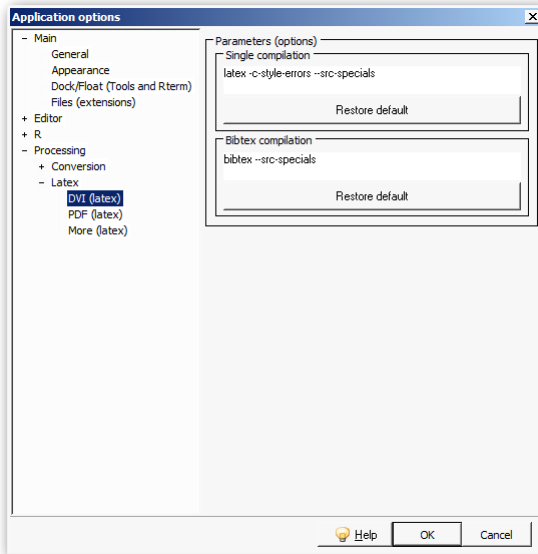 Application options
Main
General
Appearance
Dock/Float (Tools and Rterm)
Files (extensions)
Editor
R
Processing
Conversion
Latex
DVI (latex)
PDF (latex)
More (latex)
Parameters (options)
Single compilation
latex -c-style-errors --src-specials
Restore default
Bibtex compilation
bibtex --src-specials
Restore default
Help
OK
Cancel